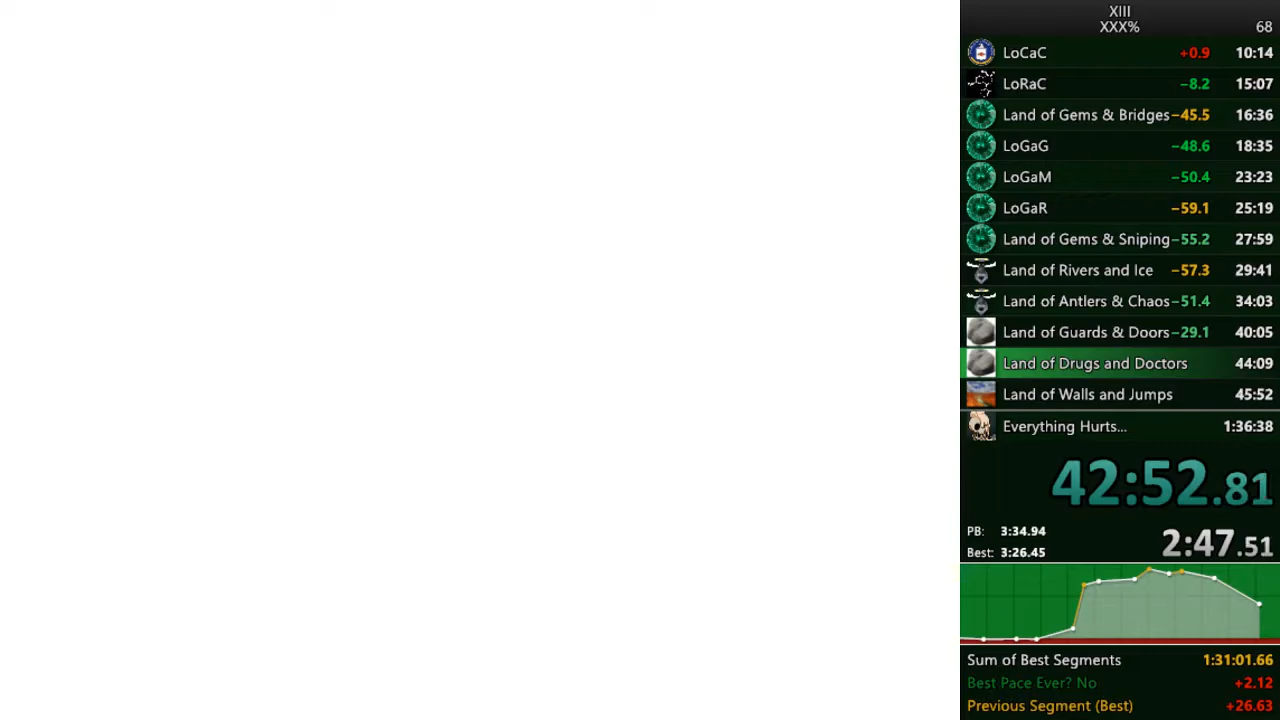 XIII
XXX% 68
LoCaC +0.9 10:14
LoRaC −8.2 15:07
Land of Gems & Bridges −45.5 16:36
LoGaG −48.6 18:35
LoGaM −50.4 23:23
LoGaR −59.1 25:19
Land of Gems & Sniping −55.2 27:59
Land of Rivers and Ice −57.3 29:41
Land of Antlers & Chaos −51.4 34:03
Land of Guards & Doors −29.1 40:05
Land of Drugs and Doctors 44:09
Land of Walls and Jumps 45:52
Everything Hurts... 1:36:38
42:52.81
PB: 3:34.94
Best: 3:26.45
2:47.51
Sum of Best Segments 1:31:01.66
Best Pace Ever? No +2.12
Previous Segment (Best) +26.63